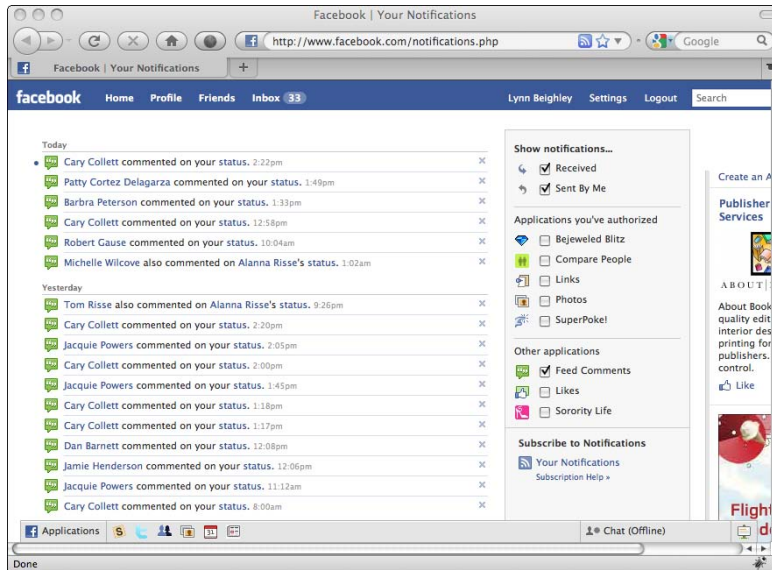 Facebook | Your Notifications
http://www.facebook.com/notifications.php
Google
Facebook | Your Notifications
+
facebook Home Profile Friends Inbox 33 Lynn Beighley Settings Logout Search
Today
Cary Collett commented on your status. 2:22pm
Patty Cortez Delagarza commented on your status. 1:49pm
Barbra Peterson commented on your status. 1:33pm
Cary Collett commented on your status. 12:58pm
Robert Gause commented on your status. 10:04am
Michelle Wilcove also commented on Alanna Risse's status. 1:02am
Yesterday
Tom Risse also commented on Alanna Risse's status. 9:26pm
Cary Collett commented on your status. 2:20pm
Jacquie Powers commented on your status. 2:05pm
Cary Collett commented on your status. 2:00pm
Jacquie Powers commented on your status. 1:45pm
Cary Collett commented on your status. 1:18pm
Cary Collett commented on your status. 1:17pm
Dan Barnett commented on your status. 12:08pm
Jamie Henderson commented on your status. 12:06pm
Jacquie Powers commented on your status. 11:12am
Cary Collett commented on your status. 8:00am
Show notifications...
Received
Sent By Me
Applications you've authorized
Bejeweled Blitz
Compare People
Links
Photos
SuperPoke!
Other applications
Feed Comments
Likes
Sorority Life
Subscribe to Notifications
Your Notifications
Subscription Help »
Create an A
Publisher
Services
ABOUT
About Book
quality edit
interior des
printing for
publishers.
control.
Like
Flight
d
Applications
31
Chat (Offline)
Done